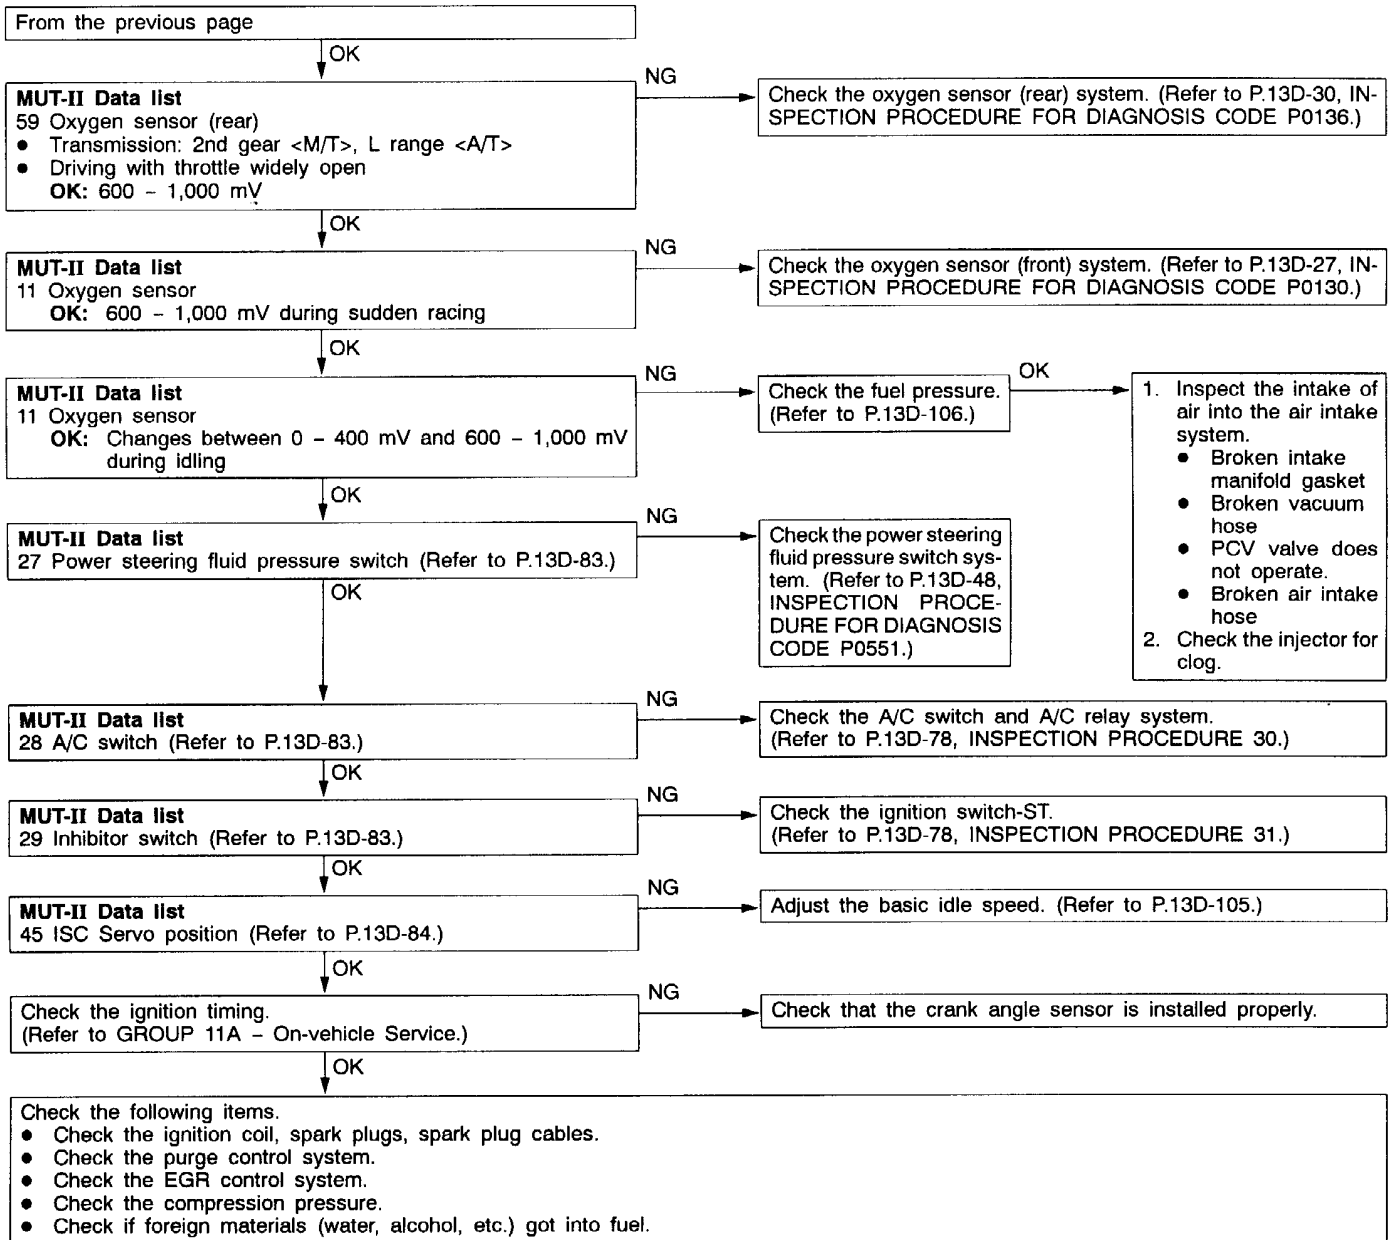 From the previous page
OK
MUT-II Data list
59 Oxygen sensor (rear)
● Transmission: 2nd gear <M/T>, L range <A/T>
● Driving with throttle widely open
OK: 600 – 1,000 mV
NG
Check the oxygen sensor (rear) system. (Refer to P.13D-30, IN-
SPECTION PROCEDURE FOR DIAGNOSIS CODE P0136.)
OK
MUT-II Data list
11 Oxygen sensor
OK: 600 – 1,000 mV during sudden racing
NG
Check the oxygen sensor (front) system. (Refer to P.13D-27, IN-
SPECTION PROCEDURE FOR DIAGNOSIS CODE P0130.)
OK
MUT-II Data list
11 Oxygen sensor
OK: Changes between 0 – 400 mV and 600 – 1,000 mV
during idling
NG
Check the fuel pressure.
(Refer to P.13D-106.)
OK
1. Inspect the intake of
air into the air intake
system.
● Broken intake
manifold gasket
● Broken vacuum
hose
● PCV valve does
not operate.
● Broken air intake
hose
2. Check the injector for
clog.
OK
MUT-II Data list
27 Power steering fluid pressure switch (Refer to P.13D-83.)
NG
Check the power steering
fluid pressure switch sys-
tem. (Refer to P.13D-48,
INSPECTION PROCE-
DURE FOR DIAGNOSIS
CODE P0551.)
OK
MUT-II Data list
28 A/C switch (Refer to P.13D-83.)
NG
Check the A/C switch and A/C relay system.
(Refer to P.13D-78, INSPECTION PROCEDURE 30.)
OK
MUT-II Data list
29 Inhibitor switch (Refer to P.13D-83.)
NG
Check the ignition switch-ST.
(Refer to P.13D-78, INSPECTION PROCEDURE 31.)
OK
MUT-II Data list
45 ISC Servo position (Refer to P.13D-84.)
NG
Adjust the basic idle speed. (Refer to P.13D-105.)
OK
Check the ignition timing.
(Refer to GROUP 11A – On-vehicle Service.)
NG
Check that the crank angle sensor is installed properly.
OK
Check the following items.
● Check the ignition coil, spark plugs, spark plug cables.
● Check the purge control system.
● Check the EGR control system.
● Check the compression pressure.
● Check if foreign materials (water, alcohol, etc.) got into fuel.